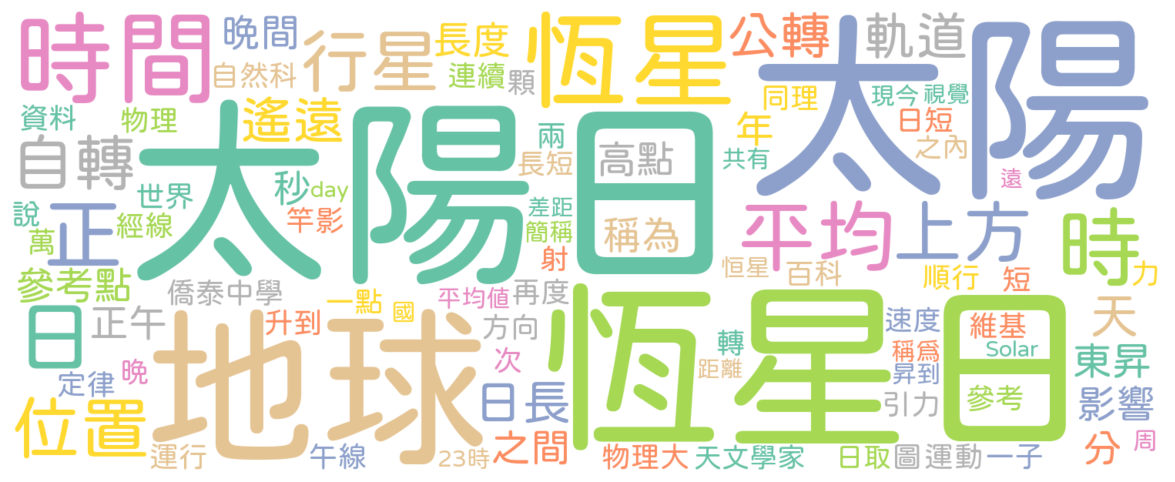 時間
晚間
行星
長度
恆星
公轉
軌道
太陽
自然科
連續
顆
資料
物理
遙遠
同理
現今
視覺
年
日短
之內
自轉
太陽日
兩
長短
高點
共有
遠
世界
秒
day
竿影
說
正
經線
萬
差距
簡稱
射
稱為
平均
上方
時
參考點
恒星
百科
順行
短
力
僑泰中學
一點
國
平均值
再度
恆星日
日
正午
地球
升到
方向
速度
維基
天
次
轉
距離
稱爲
Solar
東昇
昇到
定律
晚
日長
引力
參考
影響
位置
運行
午線
23時
之間
物理大
天文學家
日取
圖
運動
一子
分
周